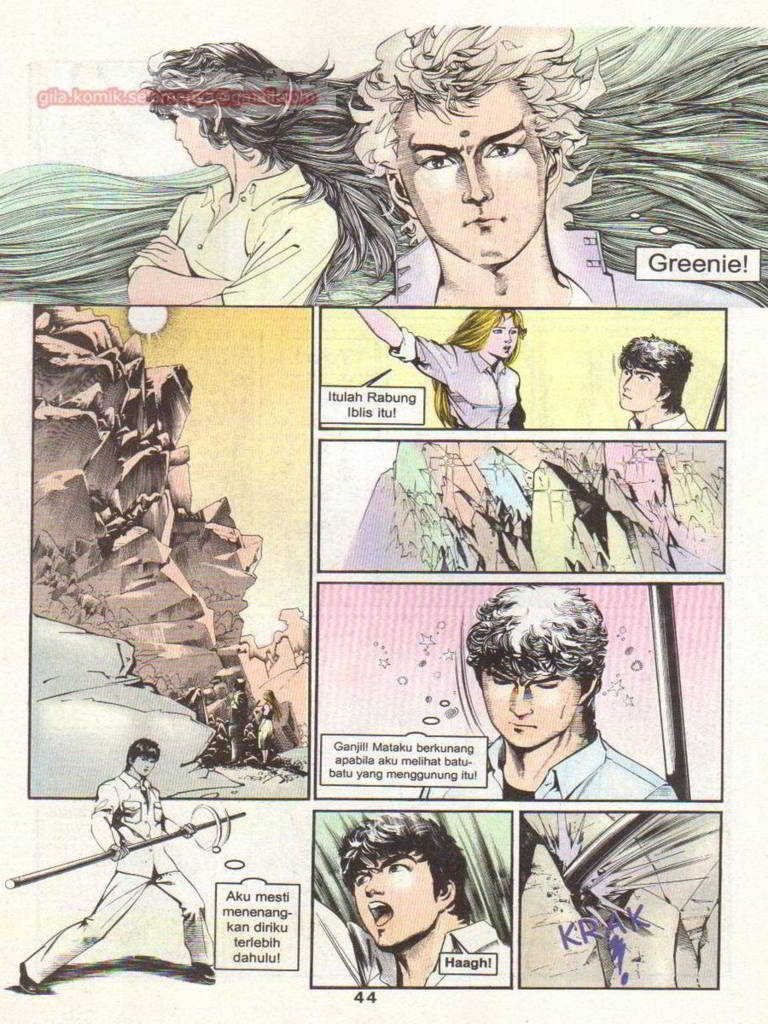 Greenie!
Itulah Rabung
Iblis itu!
Ganjil! Mataku berkunang
apabila aku melihat batu-
batu yang menggunung itu!
Aku mesti
menenang-
kan diriku
terlebih
dahulu!
Haagh!
KRAK
44